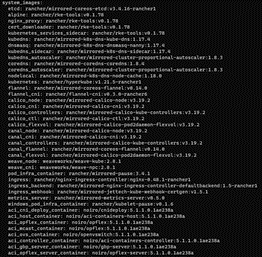 system_images:
etcd: rancher/mirrored-coreos-etcd:v3.4.16-rancher1
alpine: rancher/rke-tools:v0.1.78
nginx_proxy: rancher/rke-tools:v0.1.78
cert_downloader: rancher/rke-tools:v0.1.78
kubernetes_services_sidecar: rancher/rke-tools:v0.1.78
kubedns: rancher/mirrored-k8s-dns-kube-dns:1.17.4
dnsmasq: rancher/mirrored-k8s-dns-dnsmasq-nanny:1.17.4
kubedns_sidecar: rancher/mirrored-k8s-dns-sidecar:1.17.4
kubedns_autoscaler: rancher/mirrored-cluster-proportional-autoscaler:1.8.3
coredns: rancher/mirrored-coredns-coredns:1.8.4
coredns_autoscaler: rancher/mirrored-cluster-proportional-autoscaler:1.8.3
nodelocal: rancher/mirrored-k8s-dns-node-cache:1.18.0
kubernetes: rancher/hyperkube:v1.21.5-rancher1
flannel: rancher/mirrored-coreos-flannel:v0.14.0
flannel_cni: rancher/flannel-cni:v0.3.0-rancher6
calico_node: rancher/mirrored-calico-node:v3.19.2
calico_cni: rancher/mirrored-calico-cni:v3.19.2
calico_controllers: rancher/mirrored-calico-kube-controllers:v3.19.2
calico_ctl: rancher/mirrored-calico-ctl:v3.19.2
calico_flexvol: rancher/mirrored-calico-pod2daemon-flexvol:v3.19.2
canal_node: rancher/mirrored-calico-node:v3.19.2
canal_cni: rancher/mirrored-calico-cni:v3.19.2
canal_controllers: rancher/mirrored-calico-kube-controllers:v3.19.2
canal_flannel: rancher/mirrored-coreos-flannel:v0.14.0
canal_flexvol: rancher/mirrored-calico-pod2daemon-flexvol:v3.19.2
weave_node: weaveworks/weave-kube:2.8.1
weave_cni: weaveworks/weave-npc:2.8.1
pod_infra_container: rancher/mirrored-pause:3.4.1
ingress: rancher/nginx-ingress-controller:nginx-0.48.1-rancher1
ingress_backend: rancher/mirrored-nginx-ingress-controller-defaultbackend:1.5-rancher1
ingress_webhook: rancher/mirrored-jettech-kube-webhook-certgen:v1.5.1
metrics_server: rancher/mirrored-metrics-server:v0.5.0
windows_pod_infra_container: rancher/kubelet-pause:v0.1.6
aci_cni_deploy_container: noiro/cnideploy:5.1.1.0.1ae238a
aci_host_container: noiro/aci-containers-host:5.1.1.0.1ae238a
aci_opflex_container: noiro/opflex:5.1.1.0.1ae238a
aci_mcast_container: noiro/opflex:5.1.1.0.1ae238a
aci_ovs_container: noiro/openvswitch:5.1.1.0.1ae238a
aci_controller_container: noiro/aci-containers-controller:5.1.1.0.1ae238a
aci_gbp_server_container: noiro/gbp-server:5.1.1.0.1ae238a
aci_opflex_server_container: noiro/opflex-server:5.1.1.0.1ae238a